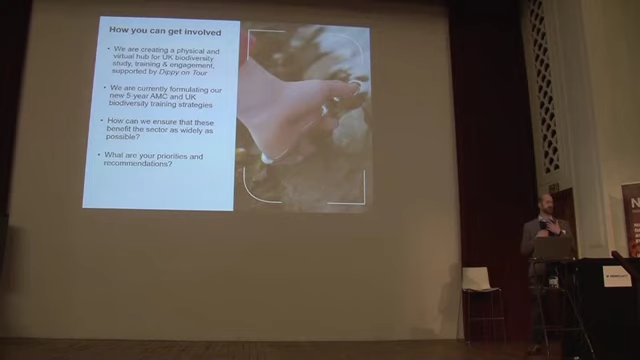 How you can get involved
• We are creating a physical and
virtual hub for UK biodiversity
study, training & engagement,
supported by Dippy on Tour
• We are currently formulating our
new 5-year AMC and UK
biodiversity training strategies
• How can we ensure that these
benefit the sector as widely as
possible?
• What are your priorities and
recommendations?
N